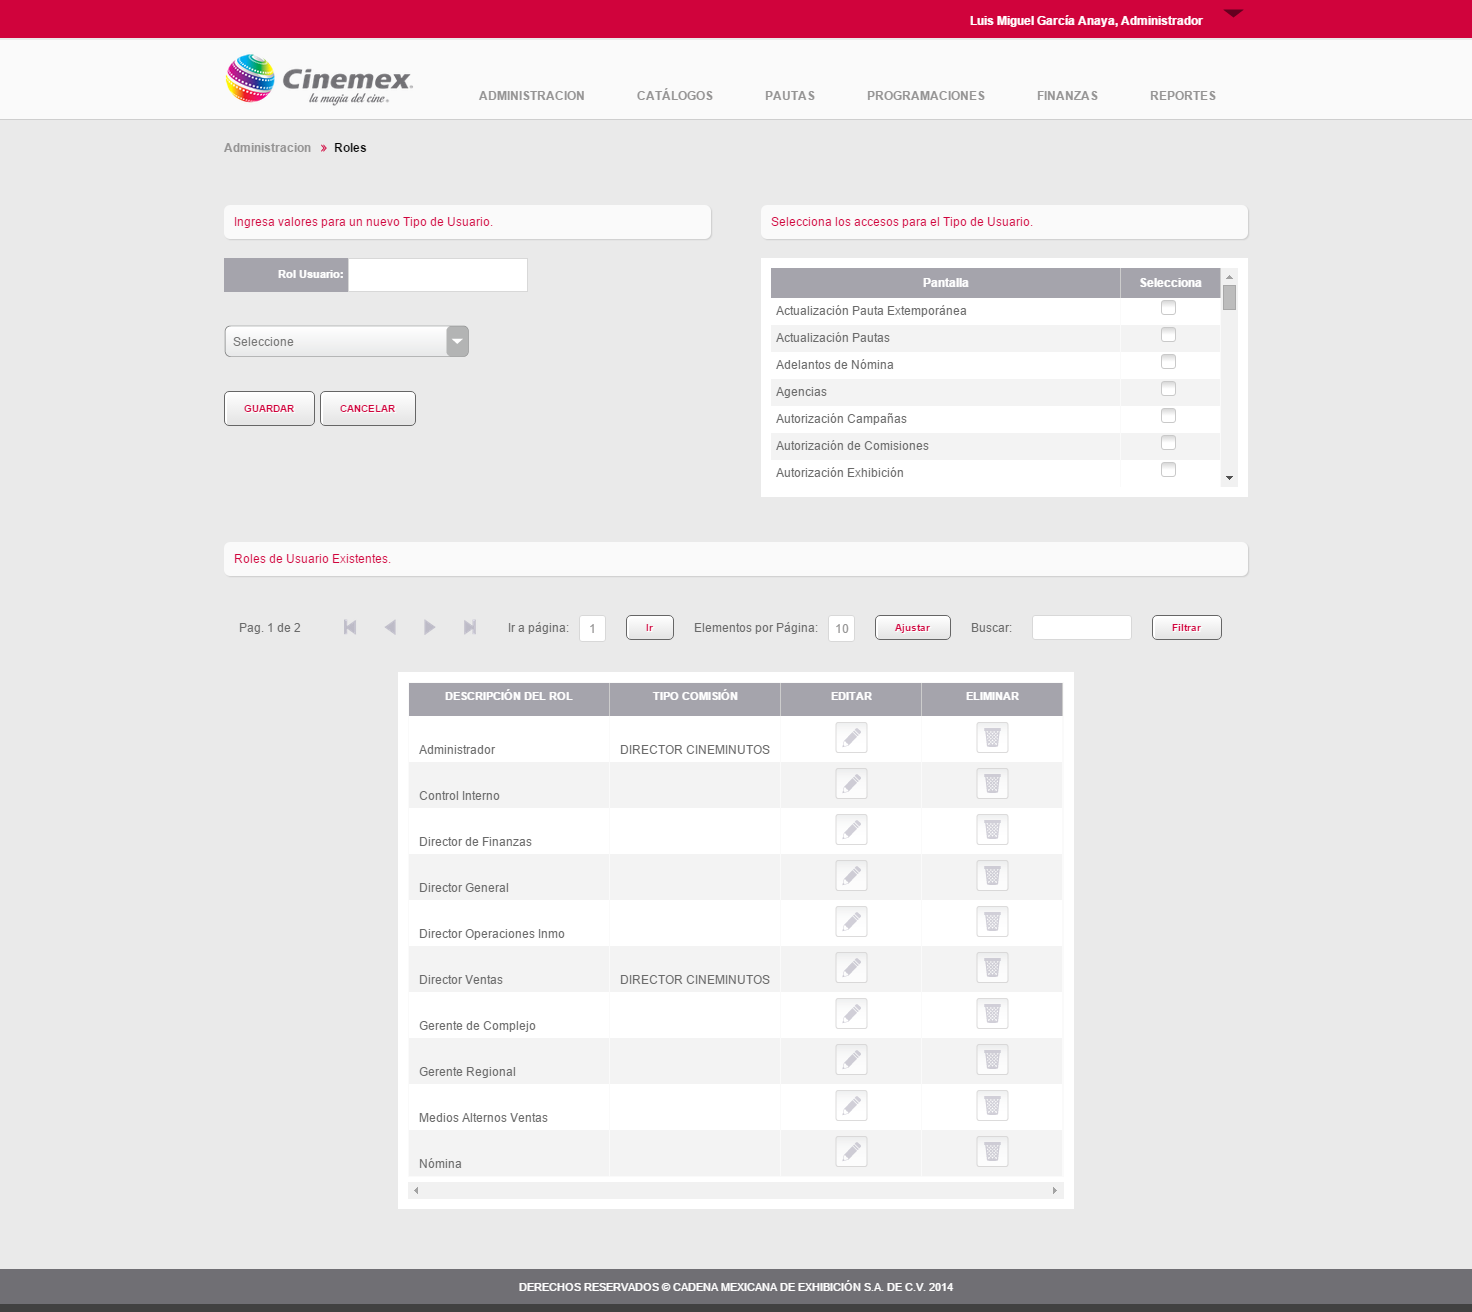 Luis Miguel García Anaya, Administrador
Cinemex
la magia del cine
ADMINISTRACION CATÁLOGOS PAUTAS PROGRAMACIONES FINANZAS REPORTES
Administracion » Roles
Ingresa valores para un nuevo Tipo de Usuario.
Selecciona los accesos para el Tipo de Usuario.
Rol Usuario:
Seleccione
GUARDAR CANCELAR
Pantalla Selecciona
Actualización Pauta Extemporánea
Actualización Pautas
Adelantos de Nómina
Agencias
Autorización Campañas
Autorización de Comisiones
Autorización Exhibición
Roles de Usuario Existentes.
Pag. 1 de 2 Ir a página: 1 Ir Elementos por Página: 10 Ajustar Buscar: Filtrar
DESCRIPCIÓN DEL ROL TIPO COMISIÓN EDITAR ELIMINAR
Administrador DIRECTOR CINEMINUTOS
Control Interno
Director de Finanzas
Director General
Director Operaciones Inmo
Director Ventas DIRECTOR CINEMINUTOS
Gerente de Complejo
Gerente Regional
Medios Alternos Ventas
Nómina
DERECHOS RESERVADOS © CADENA MEXICANA DE EXHIBICIÓN S.A. DE C.V. 2014